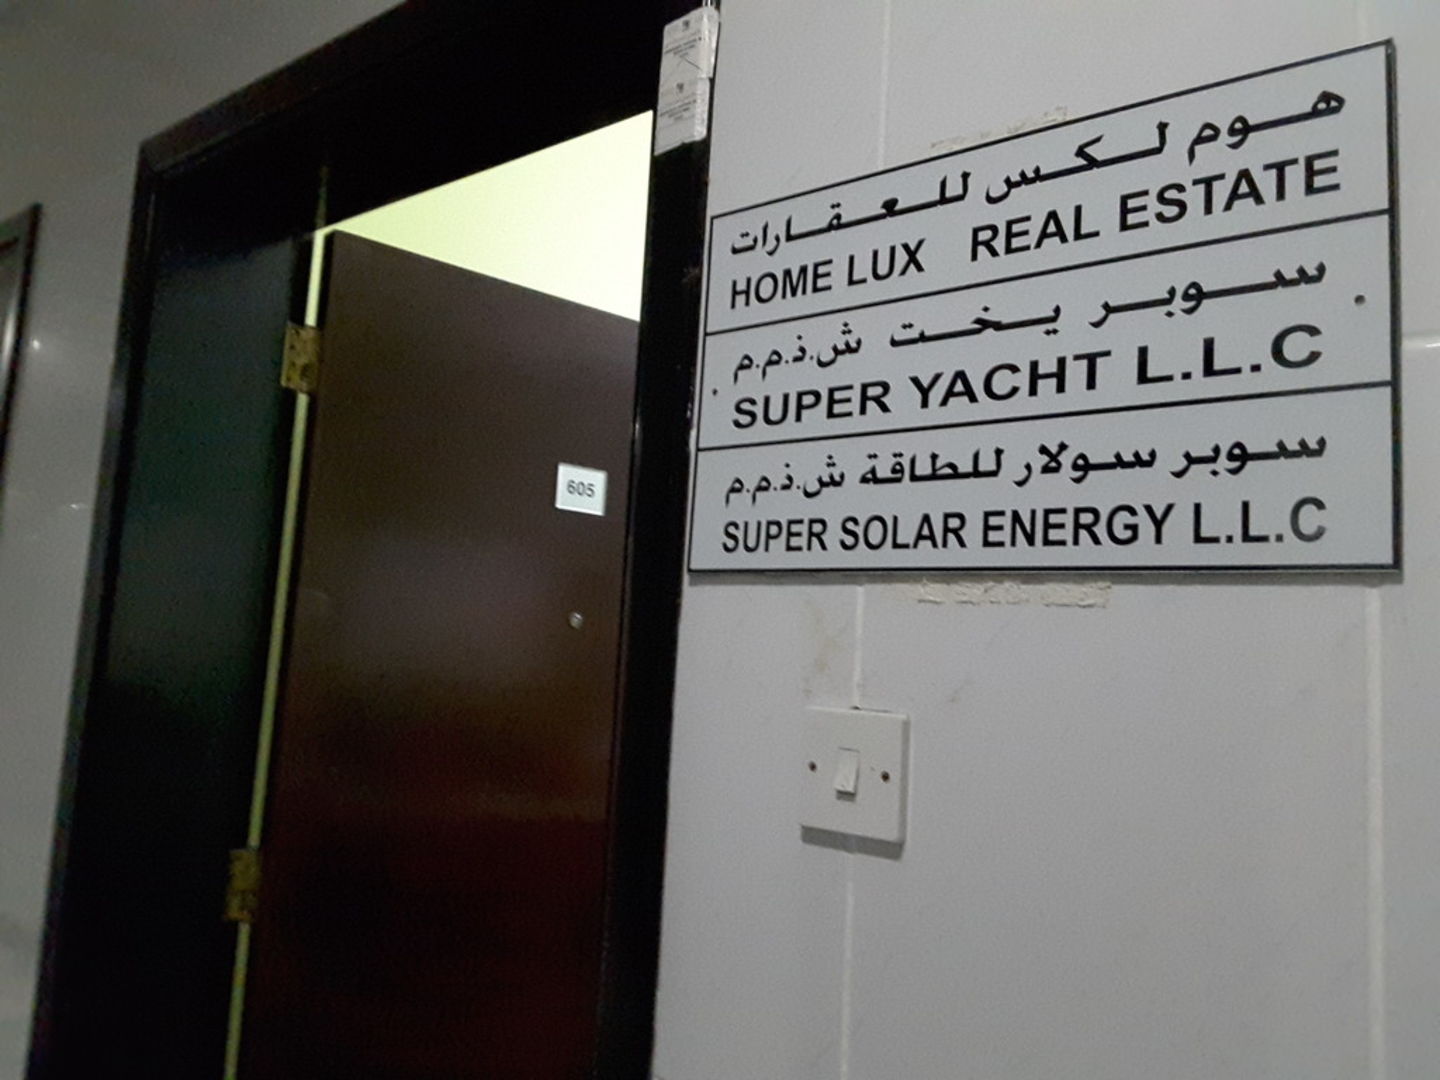 هوم لكس للعقارات
HOME LUX REAL ESTATE
سوبر يخت ش.ذ.م.م
SUPER YACHT L.L.C
سوبر سولار للطاقة ش.ذ.م.م
SUPER SOLAR ENERGY L.L.C
605